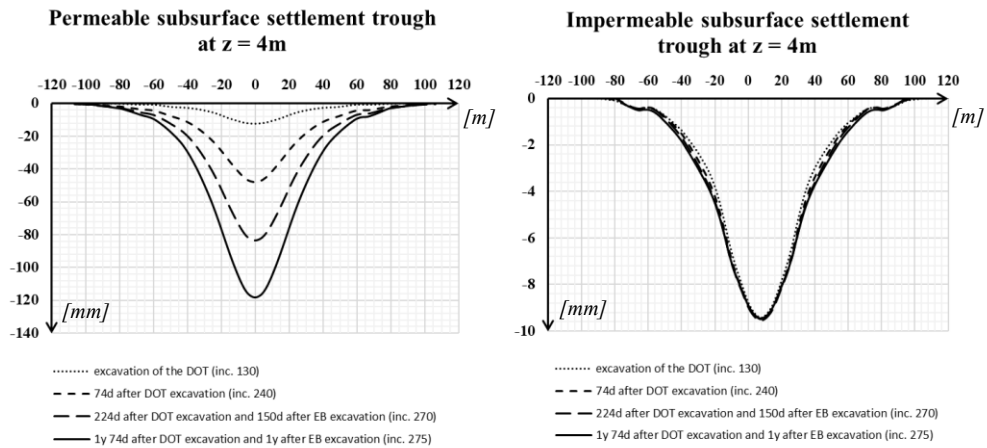 Permeable subsurface settlement trough
at z = 4m
-120 -100 -80 -60 -40 -20 0 20 40 60 80 100 120
0
[m]
-20
-40
-60
-80
-100
-120
[mm]
-140
.......... excavation of the DOT (inc. 130)
- - - 74d after DOT excavation (inc. 240)
— — 224d after DOT excavation and 150d after EB excavation (inc. 270)
—— 1y 74d after DOT excavation and 1y after EB excavation (inc. 275)
Impermeable subsurface settlement
trough at z = 4m
-120 -100 -80 -60 -40 -20 0 20 40 60 80 100 120
0
[m]
-2
-4
-6
-8
[mm]
-10
.......... excavation of the DOT (inc. 130)
- - - 74d after DOT excavation (inc. 240)
— — 224d after DOT excavation and 150d after EB excavation (inc. 270)
—— 1y 74d after DOT excavation and 1y after EB excavation (inc. 275)